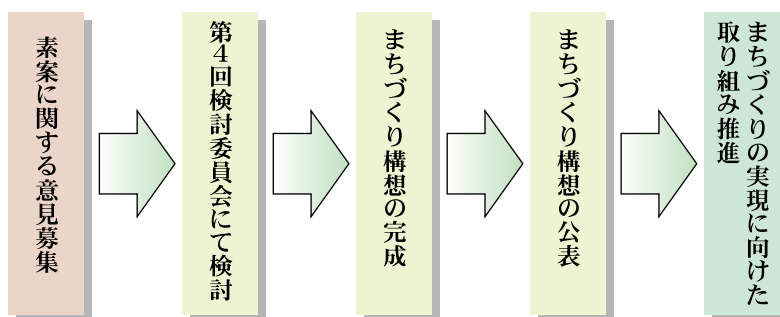 素案に関する意見募集
第4回検討委員会にて検討
まちづくり構想の完成
まちづくり構想の公表
まちづくりの実現に向けた
取り組み推進